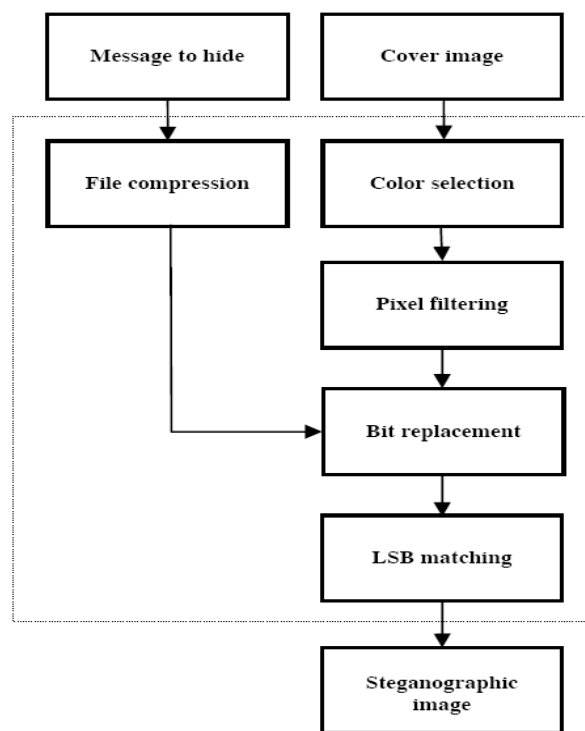 Message to hide
Cover image
File compression
Color selection
Pixel filtering
Bit replacement
LSB matching
Steganographic
image